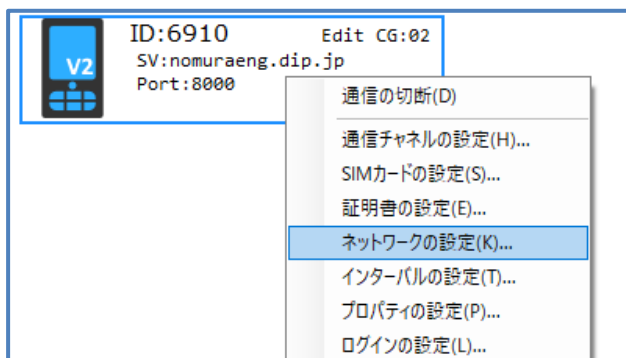 ID:6910 Edit CG:02
V2
SV:nomuraeng.dip.jp
Port:8000
通信の切断(D)
通信チャネルの設定(H)...
SIMカードの設定(S)...
証明書の設定(E)...
ネットワークの設定(K)...
インターバルの設定(T)...
プロパティの設定(P)...
ログインの設定(L)...